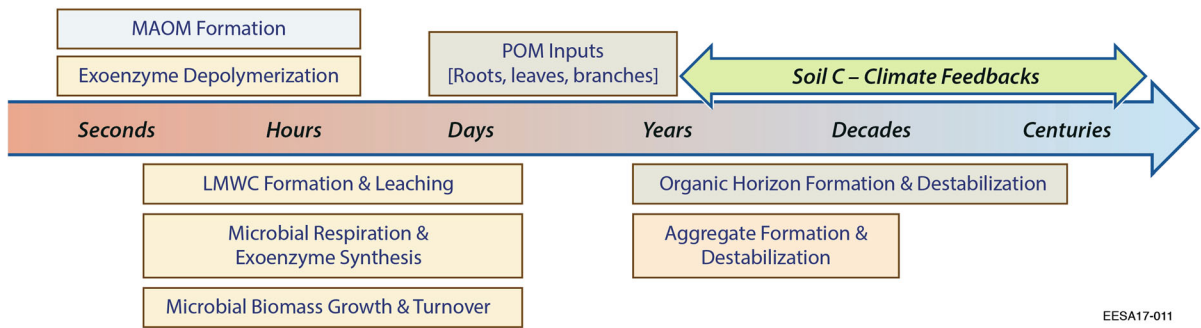 MAOM Formation
Exoenzyme Depolymerization
POM Inputs
[Roots, leaves, branches]
Soil C – Climate Feedbacks
Seconds Hours Days Years Decades Centuries
LMWC Formation & Leaching
Microbial Respiration &
Exoenzyme Synthesis
Microbial Biomass Growth & Turnover
Organic Horizon Formation & Destabilization
Aggregate Formation &
Destabilization
EESA17-011